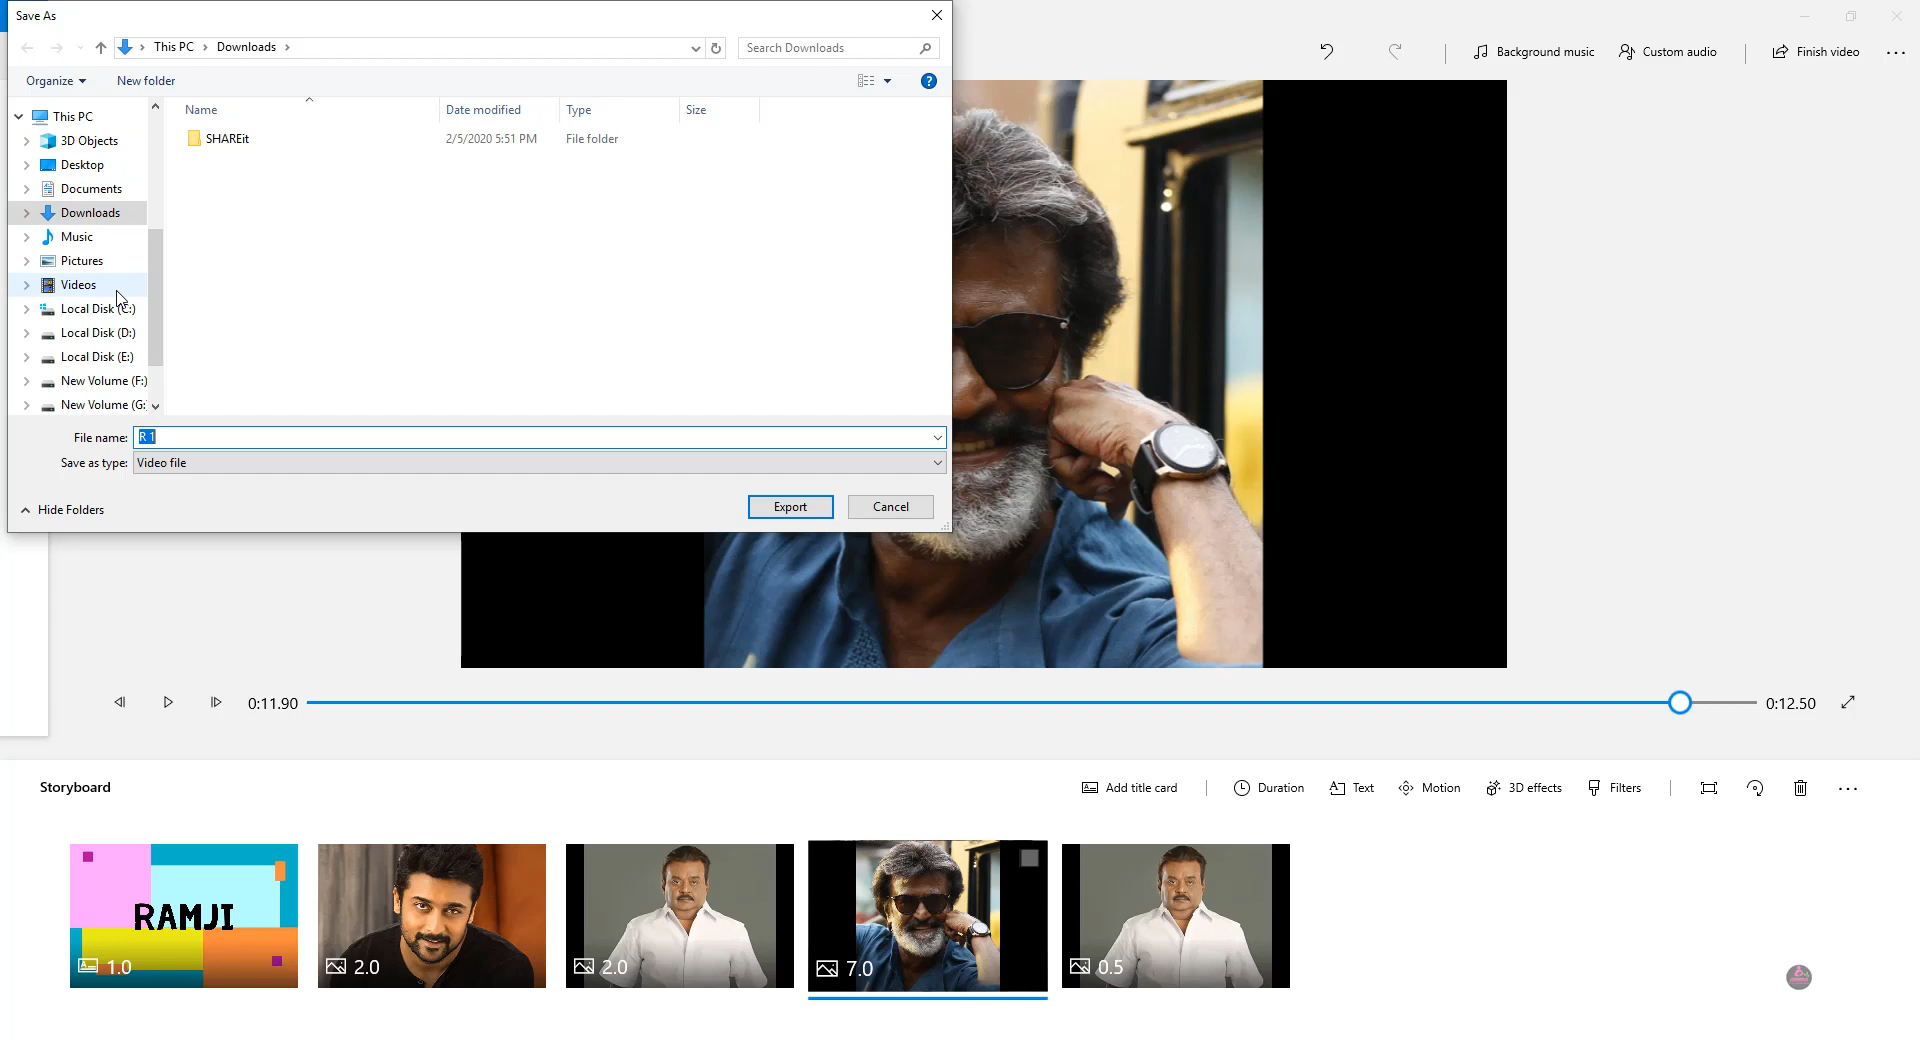 Save As
This PC
Downloads
Search Downloads
Background music
Custom audio
Finish video
Organize
New folder
Name
Date modified
Type
Size
This PC
SHAREit
2/5/2020 5:51 PM
File folder
3D Objects
Desktop
Documents
Downloads
Music
Pictures
Videos
Local Disk (C:)
Local Disk (D:)
Local Disk (E:)
New Volume (F:)
New Volume (G:
File name:
R 1
Save as type:
Video file
Hide Folders
Export
Cancel
0:11.90
0:12.50
Storyboard
Add title card
Duration
Text
Motion
3D effects
Filters
RAMJI
1.0
2.0
2.0
7.0
0.5